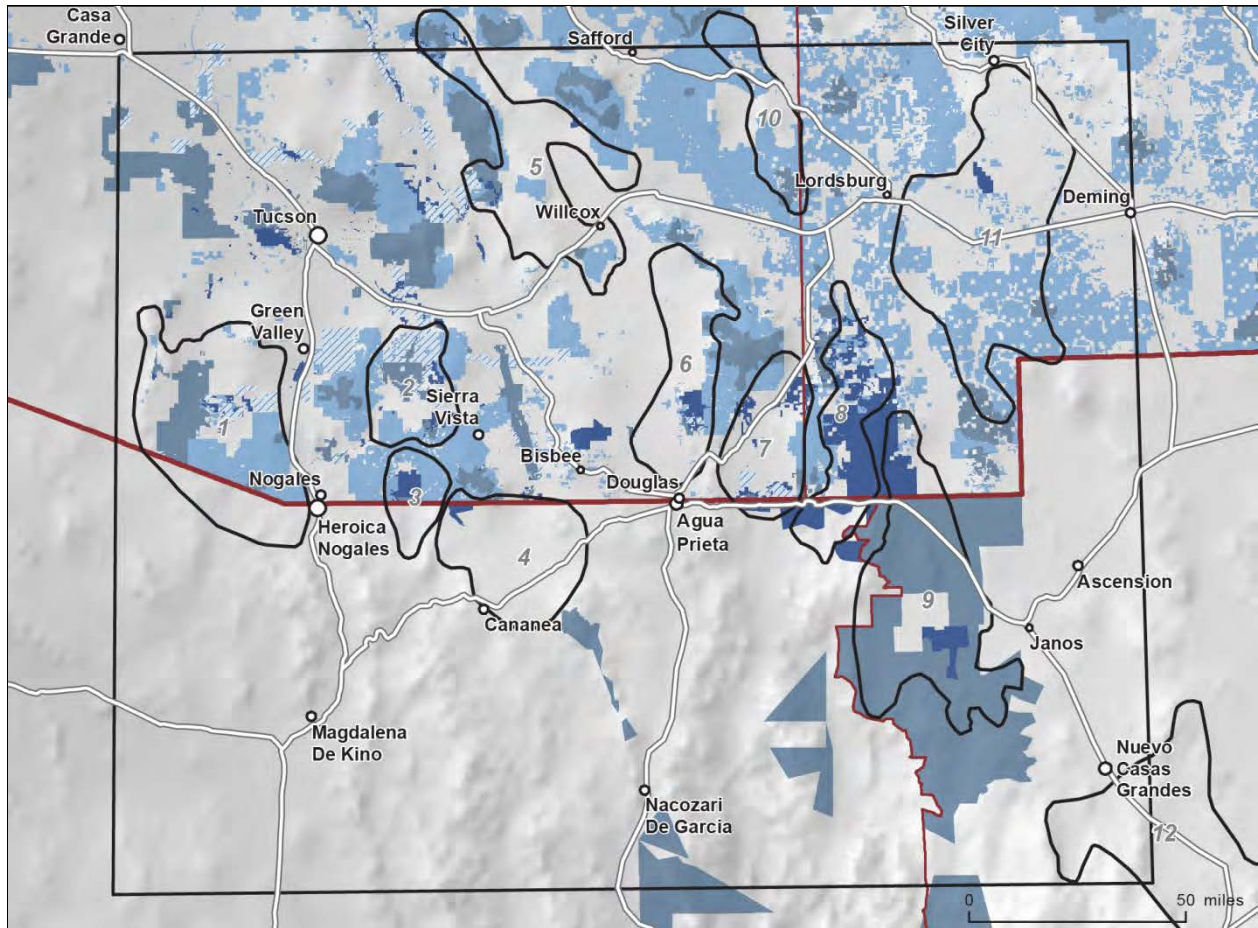 Casa
Grande
Safford
Silver
City
10
5
Lordsburg
Willcox
Deming
Tucson
11
Green
Valley
6
2
Sierra
Vista
8
1
7
Bisbee
Nogales
Douglas
3
Heroica
Nogales
Agua
Prieta
4
Ascension
9
Cananea
Janos
Magdalena
De Kino
Nuevo
Casas
Grandes
Nacozari
De Garcia
12
0
50 miles